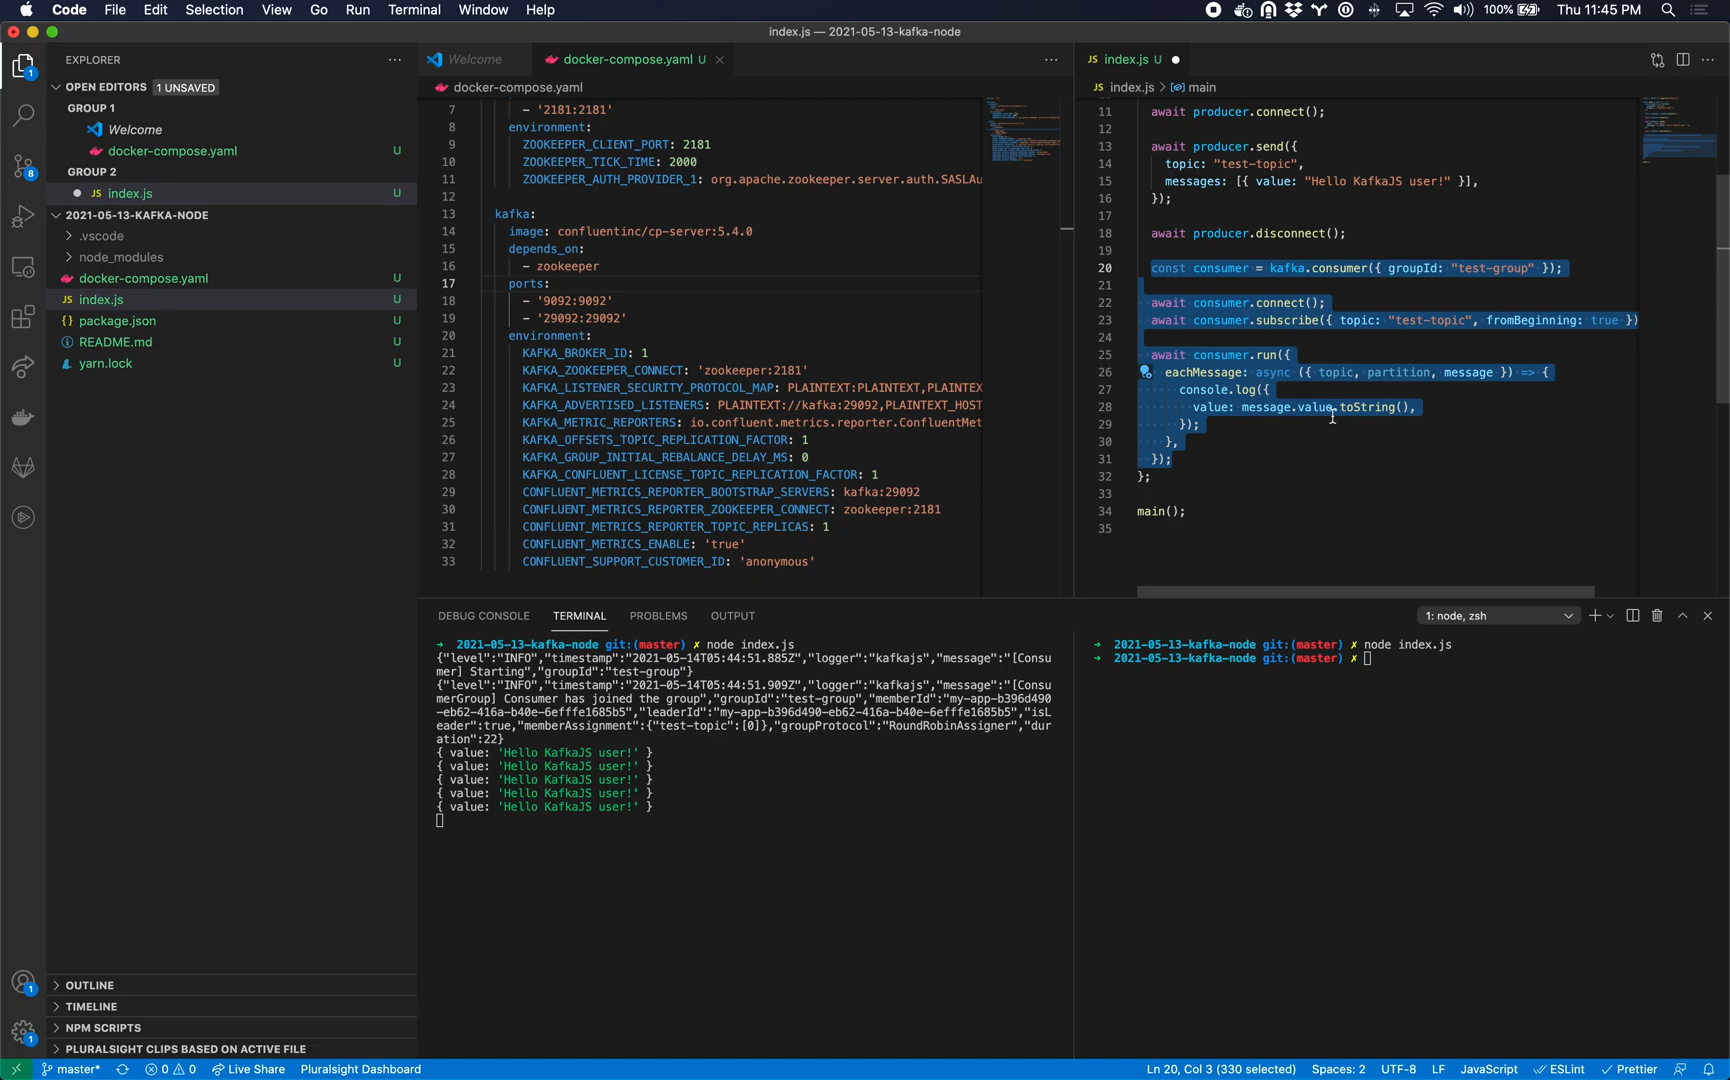 Code File Edit Selection View Go Run Terminal Window Help 100% Thu 11:45 PM
index.js — 2021-05-13-kafka-node
EXPLORER
OPEN EDITORS 1 UNSAVED
GROUP 1
Welcome
docker-compose.yaml U
GROUP 2
JS index.js U
2021-05-13-KAFKA-NODE
.vscode
node_modules
docker-compose.yaml U
JS index.js U
{} package.json U
README.md U
yarn.lock U
OUTLINE
TIMELINE
NPM SCRIPTS
PLURALSIGHT CLIPS BASED ON ACTIVE FILE
1
8
1
1
Welcome docker-compose.yaml U
docker-compose.yaml
7 - '2181:2181'
8 environment:
9 ZOOKEEPER_CLIENT_PORT: 2181
10 ZOOKEEPER_TICK_TIME: 2000
11 ZOOKEEPER_AUTH_PROVIDER_1: org.apache.zookeeper.server.auth.SASLAu
12
13 kafka:
14 image: confluentinc/cp-server:5.4.0
15 depends_on:
16 - zookeeper
17 ports:
18 - '9092:9092'
19 - '29092:29092'
20 environment:
21 KAFKA_BROKER_ID: 1
22 KAFKA_ZOOKEEPER_CONNECT: 'zookeeper:2181'
23 KAFKA_LISTENER_SECURITY_PROTOCOL_MAP: PLAINTEXT:PLAINTEXT,PLAINTEX
24 KAFKA_ADVERTISED_LISTENERS: PLAINTEXT://kafka:29092,PLAINTEXT_HOST
25 KAFKA_METRIC_REPORTERS: io.confluent.metrics.reporter.ConfluentMet
26 KAFKA_OFFSETS_TOPIC_REPLICATION_FACTOR: 1
27 KAFKA_GROUP_INITIAL_REBALANCE_DELAY_MS: 0
28 KAFKA_CONFLUENT_LICENSE_TOPIC_REPLICATION_FACTOR: 1
29 CONFLUENT_METRICS_REPORTER_BOOTSTRAP_SERVERS: kafka:29092
30 CONFLUENT_METRICS_REPORTER_ZOOKEEPER_CONNECT: zookeeper:2181
31 CONFLUENT_METRICS_REPORTER_TOPIC_REPLICAS: 1
32 CONFLUENT_METRICS_ENABLE: 'true'
33 CONFLUENT_SUPPORT_CUSTOMER_ID: 'anonymous'
JS index.js U
JS index.js > main
11 await producer.connect();
12
13 await producer.send({
14 topic: "test-topic",
15 messages: [{ value: "Hello KafkaJS user!" }],
16 });
17
18 await producer.disconnect();
19
20 const consumer = kafka.consumer({ groupId: "test-group" });
21
22 await consumer.connect();
23 await consumer.subscribe({ topic: "test-topic", fromBeginning: true })
24
25 await consumer.run({
26 eachMessage: async ({ topic, partition, message }) => {
27 console.log({
28 value: message.value.toString(),
29 });
30 },
31 });
32 };
33
34 main();
35
DEBUG CONSOLE TERMINAL PROBLEMS OUTPUT 1: node, zsh
→ 2021-05-13-kafka-node git:(master) ✗ node index.js
{"level":"INFO","timestamp":"2021-05-14T05:44:51.885Z","logger":"kafkajs","message":"[Consu
mer] Starting","groupId":"test-group"}
{"level":"INFO","timestamp":"2021-05-14T05:44:51.909Z","logger":"kafkajs","message":"[Consu
merGroup] Consumer has joined the group","groupId":"test-group","memberId":"my-app-b396d490
-eb62-416a-b40e-6efffe1685b5","leaderId":"my-app-b396d490-eb62-416a-b40e-6efffe1685b5","isL
eader":true,"memberAssignment":{"test-topic":[0]},"groupProtocol":"RoundRobinAssigner","dur
ation":22}
{ value: 'Hello KafkaJS user!' }
{ value: 'Hello KafkaJS user!' }
{ value: 'Hello KafkaJS user!' }
{ value: 'Hello KafkaJS user!' }
{ value: 'Hello KafkaJS user!' }
→ 2021-05-13-kafka-node git:(master) ✗ node index.js
→ 2021-05-13-kafka-node git:(master) ✗
master* 0 0 Live Share Pluralsight Dashboard Ln 20, Col 3 (330 selected) Spaces: 2 UTF-8 LF JavaScript ESLint Prettier